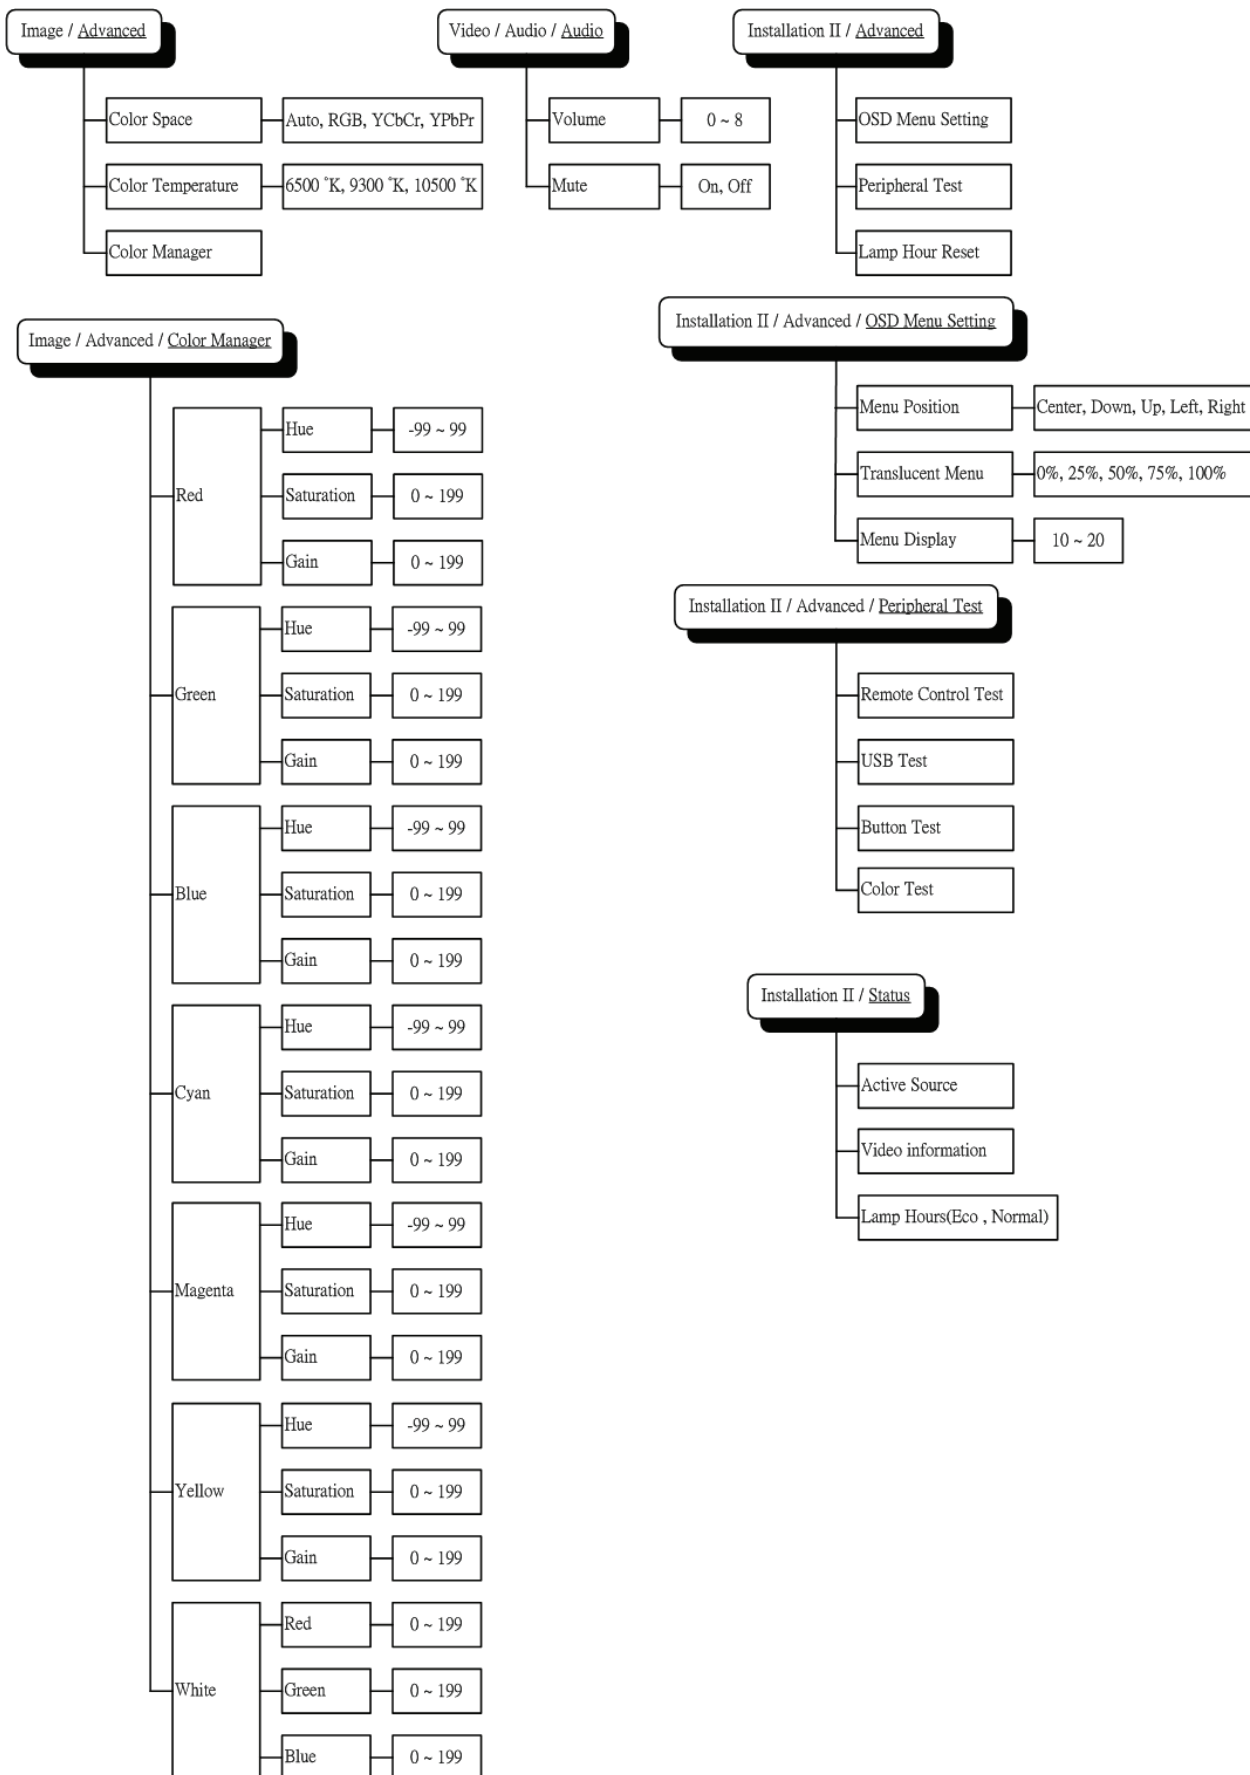 Image / Advanced
Color Space
Auto, RGB, YCbCr, YPbPr
Color Temperature
6500 ˚K, 9300 ˚K, 10500 ˚K
Color Manager
Video / Audio / Audio
Volume
0 ~ 8
Mute
On, Off
Installation II / Advanced
OSD Menu Setting
Peripheral Test
Lamp Hour Reset
Image / Advanced / Color Manager
Red
Hue
-99 ~ 99
Saturation
0 ~ 199
Gain
0 ~ 199
Green
Hue
-99 ~ 99
Saturation
0 ~ 199
Gain
0 ~ 199
Blue
Hue
-99 ~ 99
Saturation
0 ~ 199
Gain
0 ~ 199
Cyan
Hue
-99 ~ 99
Saturation
0 ~ 199
Gain
0 ~ 199
Magenta
Hue
-99 ~ 99
Saturation
0 ~ 199
Gain
0 ~ 199
Yellow
Hue
-99 ~ 99
Saturation
0 ~ 199
Gain
0 ~ 199
White
Red
0 ~ 199
Green
0 ~ 199
Blue
0 ~ 199
Installation II / Advanced / OSD Menu Setting
Menu Position
Center, Down, Up, Left, Right
Translucent Menu
0%, 25%, 50%, 75%, 100%
Menu Display
10 ~ 20
Installation II / Advanced / Peripheral Test
Remote Control Test
USB Test
Button Test
Color Test
Installation II / Status
Active Source
Video information
Lamp Hours(Eco , Normal)